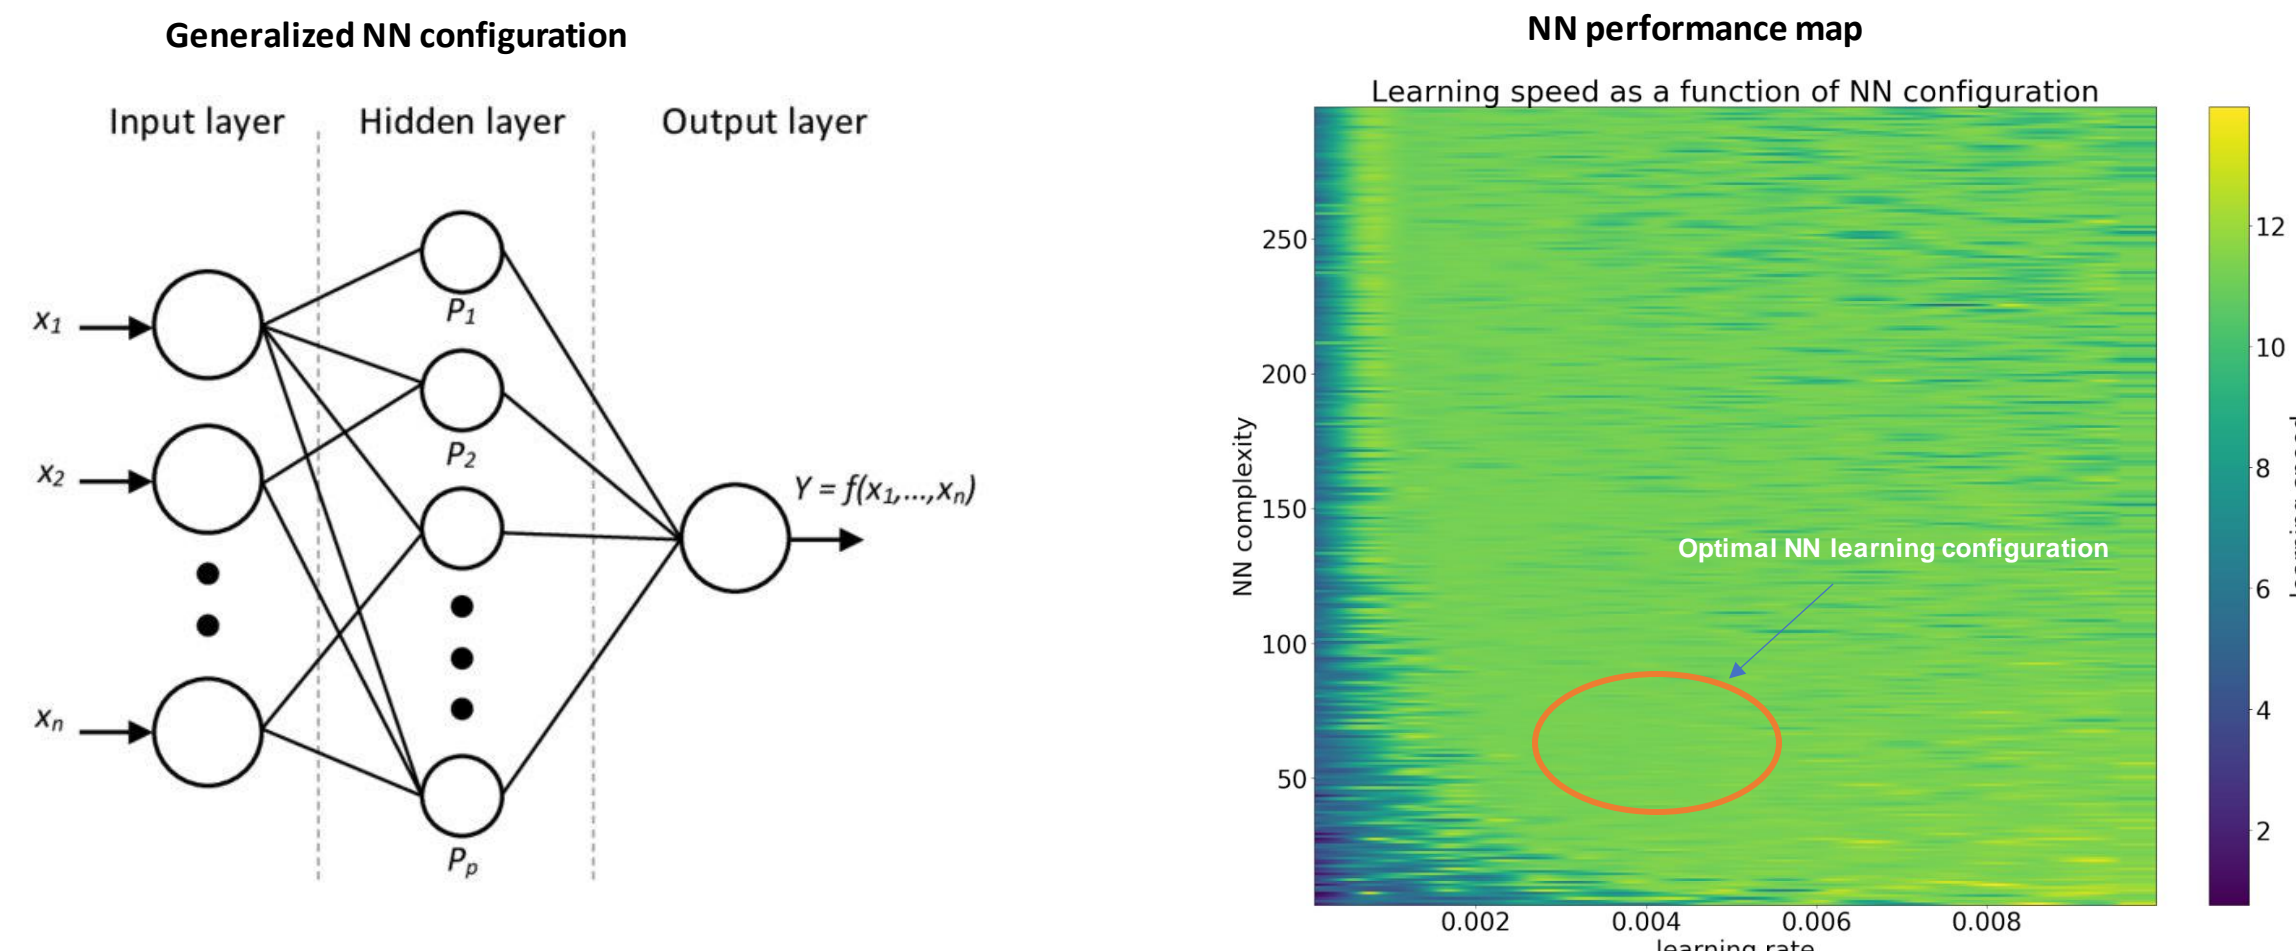 Generalized NN configuration
Input layer
Hidden layer
Output layer
x1
x2
xn
P1
P2
Pp
Y = f(x1,...,xn)
NN performance map
Learning speed as a function of NN configuration
NN complexity
250
200
150
100
50
Optimal NN learning configuration
0.002
0.004
0.006
0.008
learning rate
12
10
8
6
4
2